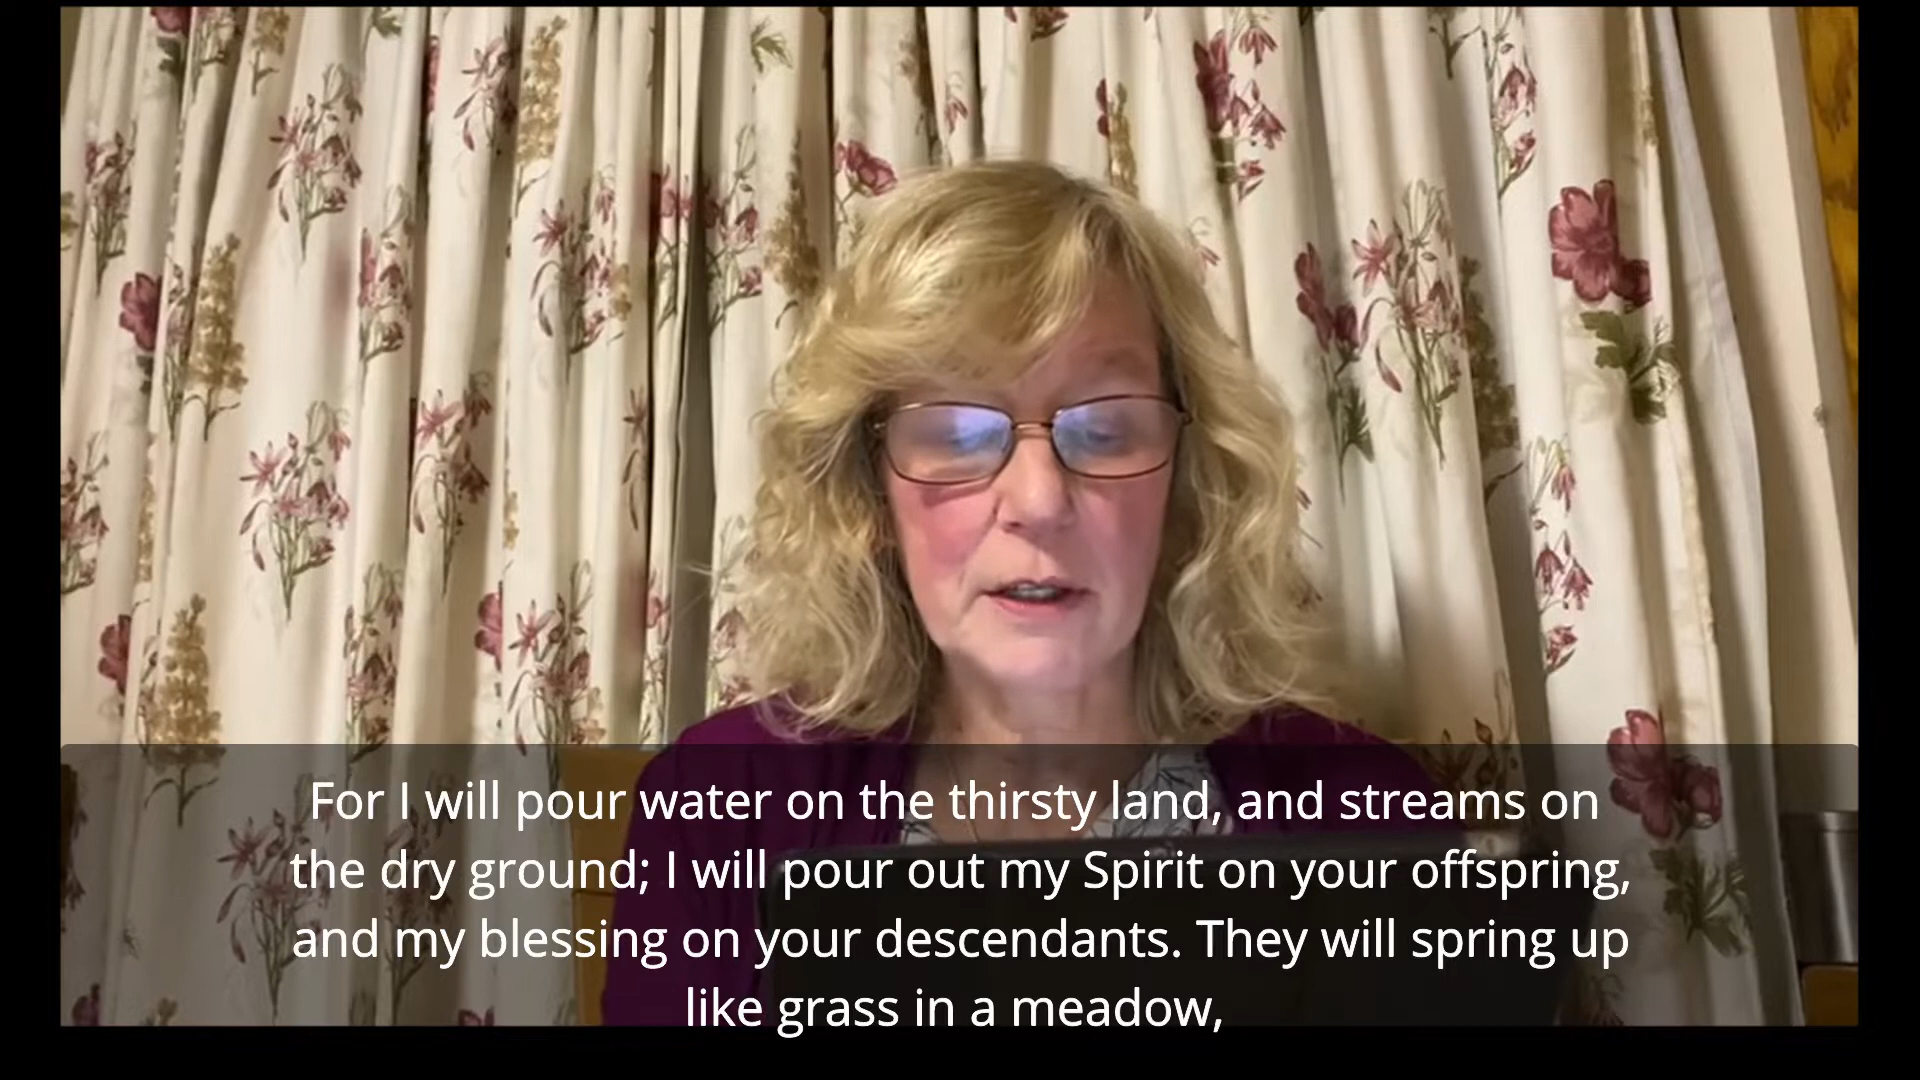 For I will pour water on the thirsty land, and streams on
the dry ground; I will pour out my Spirit on your offspring,
and my blessing on your descendants. They will spring up
like grass in a meadow,